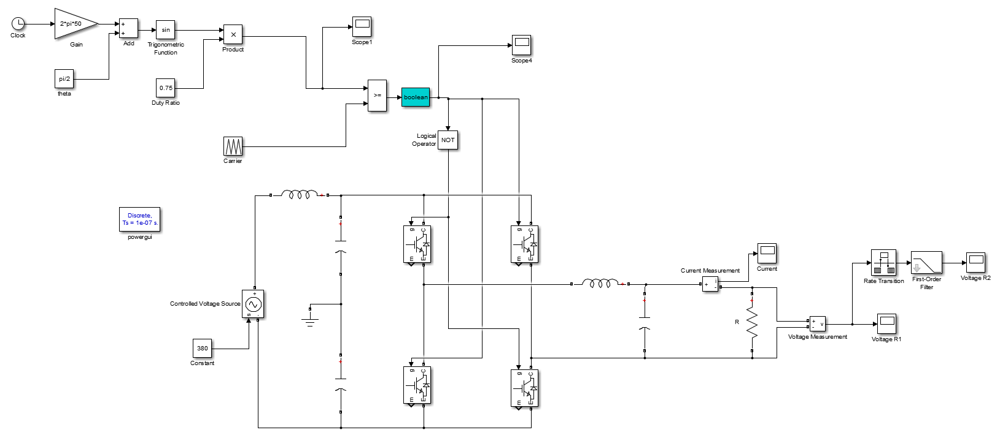 2*pi*50
Clock
Gain
+
+
Add
sin
Trigonometric
Function
×
Product
Scope1
Scope4
pi/2
theta
0.75
Duty Ratio
>=
boolean
Logical
Operator
NOT
Carrier
Discrete,
Ts = 1e-07 s.
powergui
+
+
g
C
m
E
g
C
m
E
Current Measurement
+
i
-
Current
Rate Transition
First-Order
Filter
Voltage R2
+
Controlled Voltage Source
+
s
-
+
+
R
+
-
v
Voltage Measurement
Voltage R1
380
Constant
+
g
C
m
E
g
C
m
E